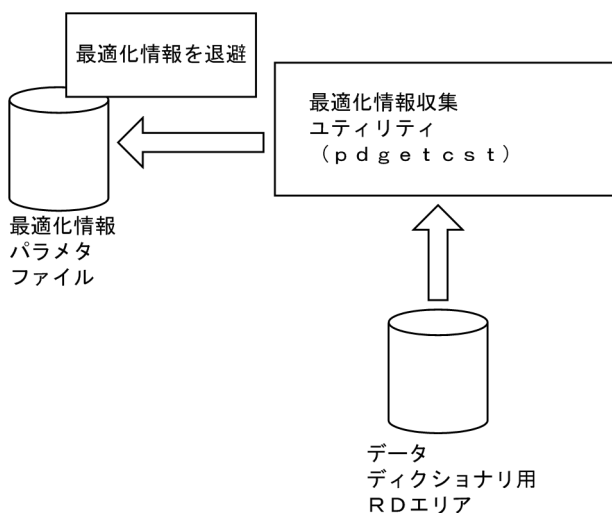 最適化情報を退避
最適化情報収集
ユティリティ
（ｐｄｇｅｔｃｓｔ）
最適化情報
パラメタ
ファイル
データ
ディクショナリ用
ＲＤエリア